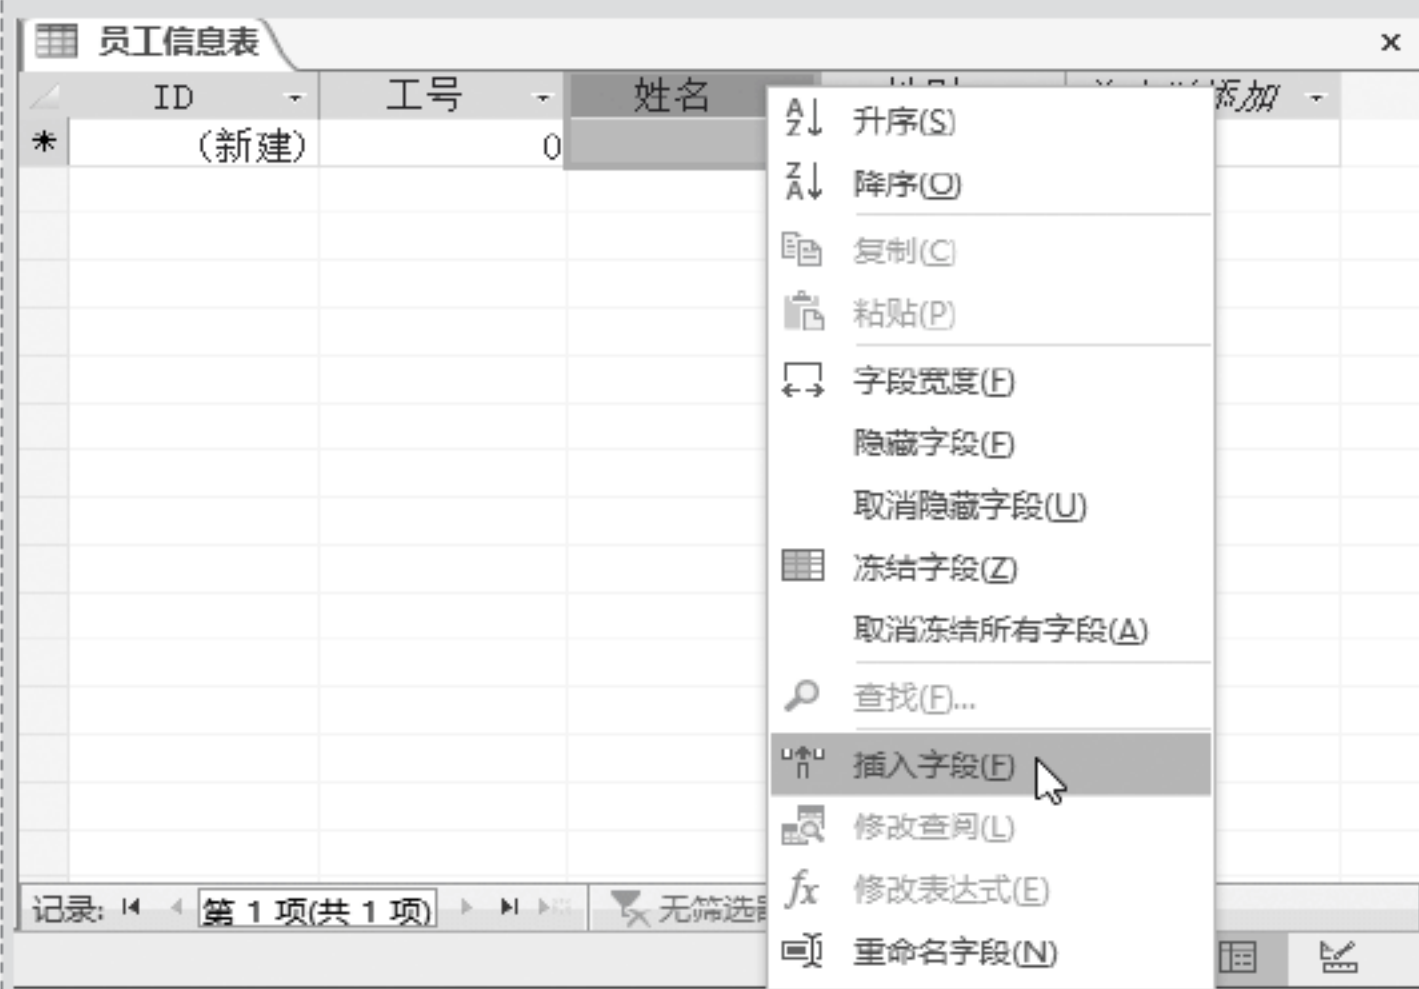 员工信息表
ID 工号 姓名 添加
(新建) 0
升序(S)
降序(O)
复制(C)
粘贴(P)
字段宽度(F)
隐藏字段(F)
取消隐藏字段(U)
冻结字段(Z)
取消冻结所有字段(A)
查找(F)...
插入字段(F)
修改查阅(L)
修改表达式(E)
重命名字段(N)
记录: 第 1 项(共 1 项) 无筛选